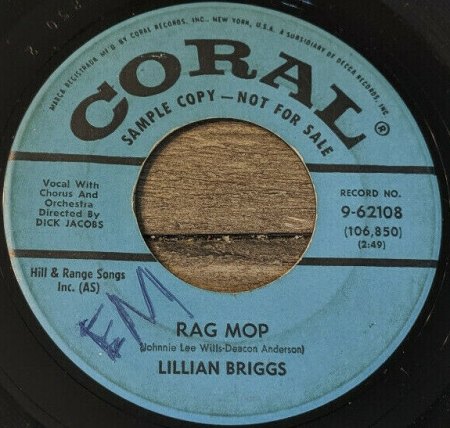 MARCA REGISTRADA MF'D BY CORAL RECORDS, INC., NEW YORK, U.S.A. A SUBSIDIARY OF DECCA RECORDS, INC.
CORAL®
SAMPLE COPY—NOT FOR SALE
Vocal With
Chorus And
Orchestra
Directed By
DICK JACOBS
RECORD NO.
9-62108
(106,850)
(2:49)
Hill & Range Songs
Inc. (AS)
EM
RAG MOP
(Johnnie Lee Wills-Deacon Anderson)
LILLIAN BRIGGS